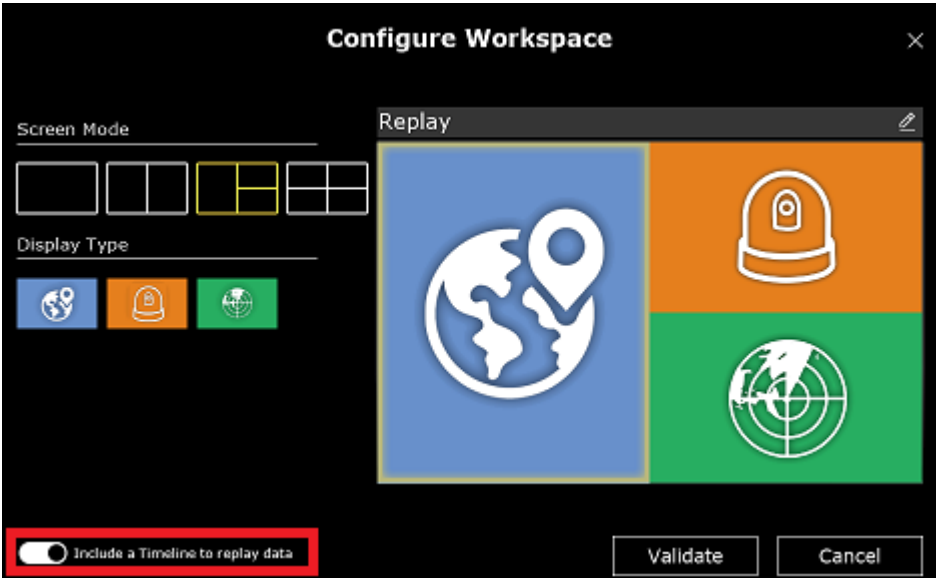 Configure Workspace
Screen Mode
Replay
Display Type
Include a Timeline to replay data
Validate
Cancel